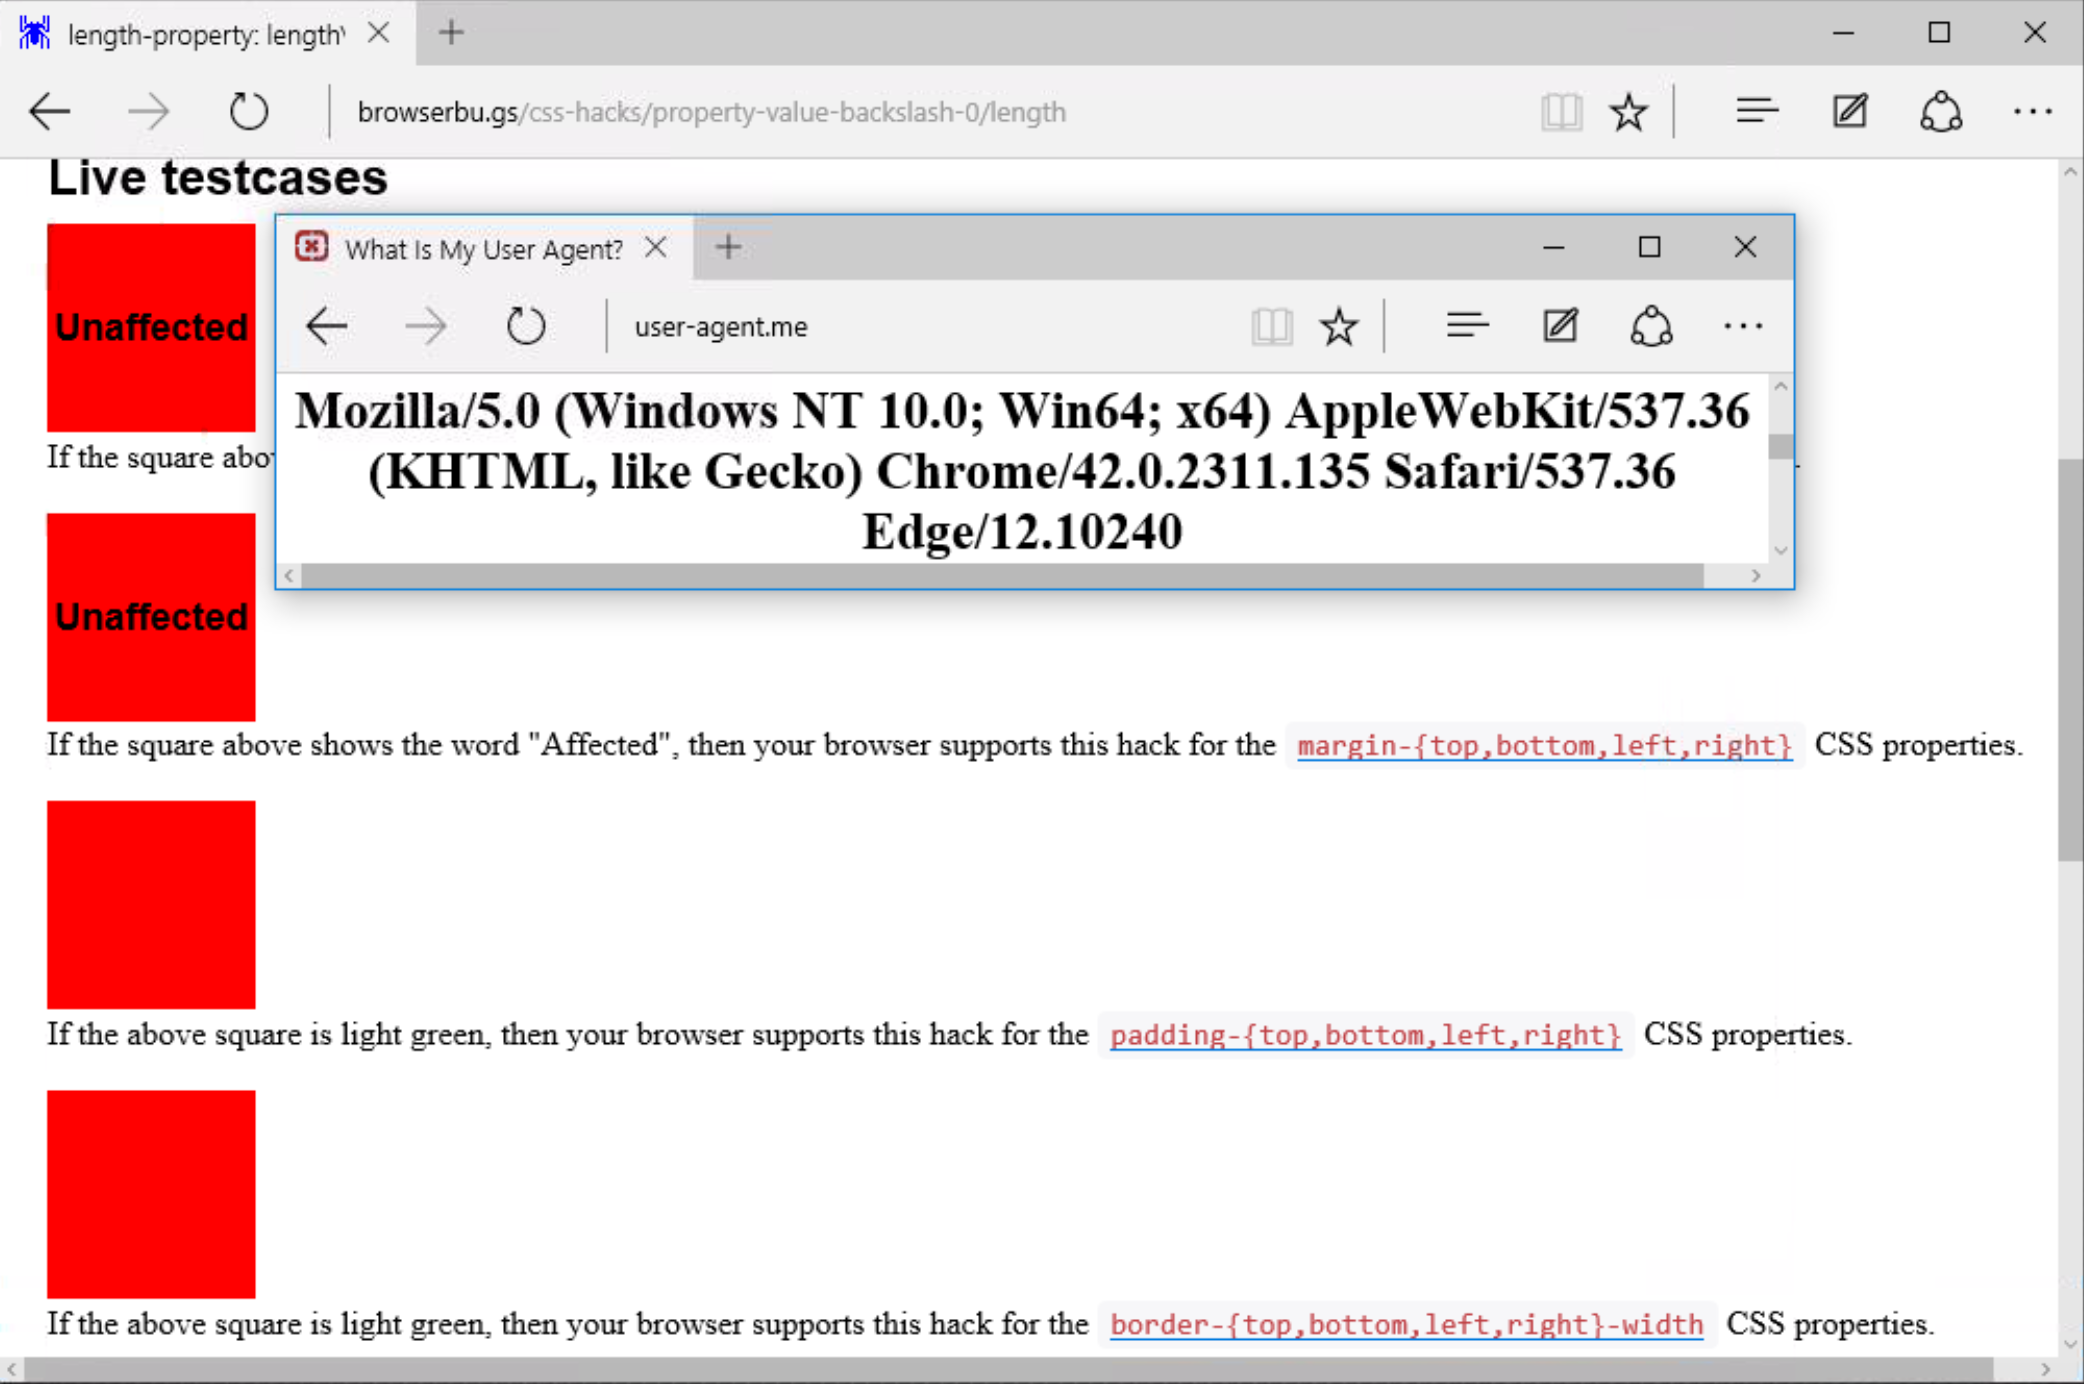 length-property: length\
browserbu.gs/css-hacks/property-value-backslash-0/length
Live testcases
Unaffected
If the square abo
What Is My User Agent?
user-agent.me
Mozilla/5.0 (Windows NT 10.0; Win64; x64) AppleWebKit/537.36
(KHTML, like Gecko) Chrome/42.0.2311.135 Safari/537.36
Edge/12.10240
Unaffected
If the square above shows the word "Affected", then your browser supports this hack for the margin-{top,bottom,left,right} CSS properties.
If the above square is light green, then your browser supports this hack for the padding-{top,bottom,left,right} CSS properties.
If the above square is light green, then your browser supports this hack for the border-{top,bottom,left,right}-width CSS properties.